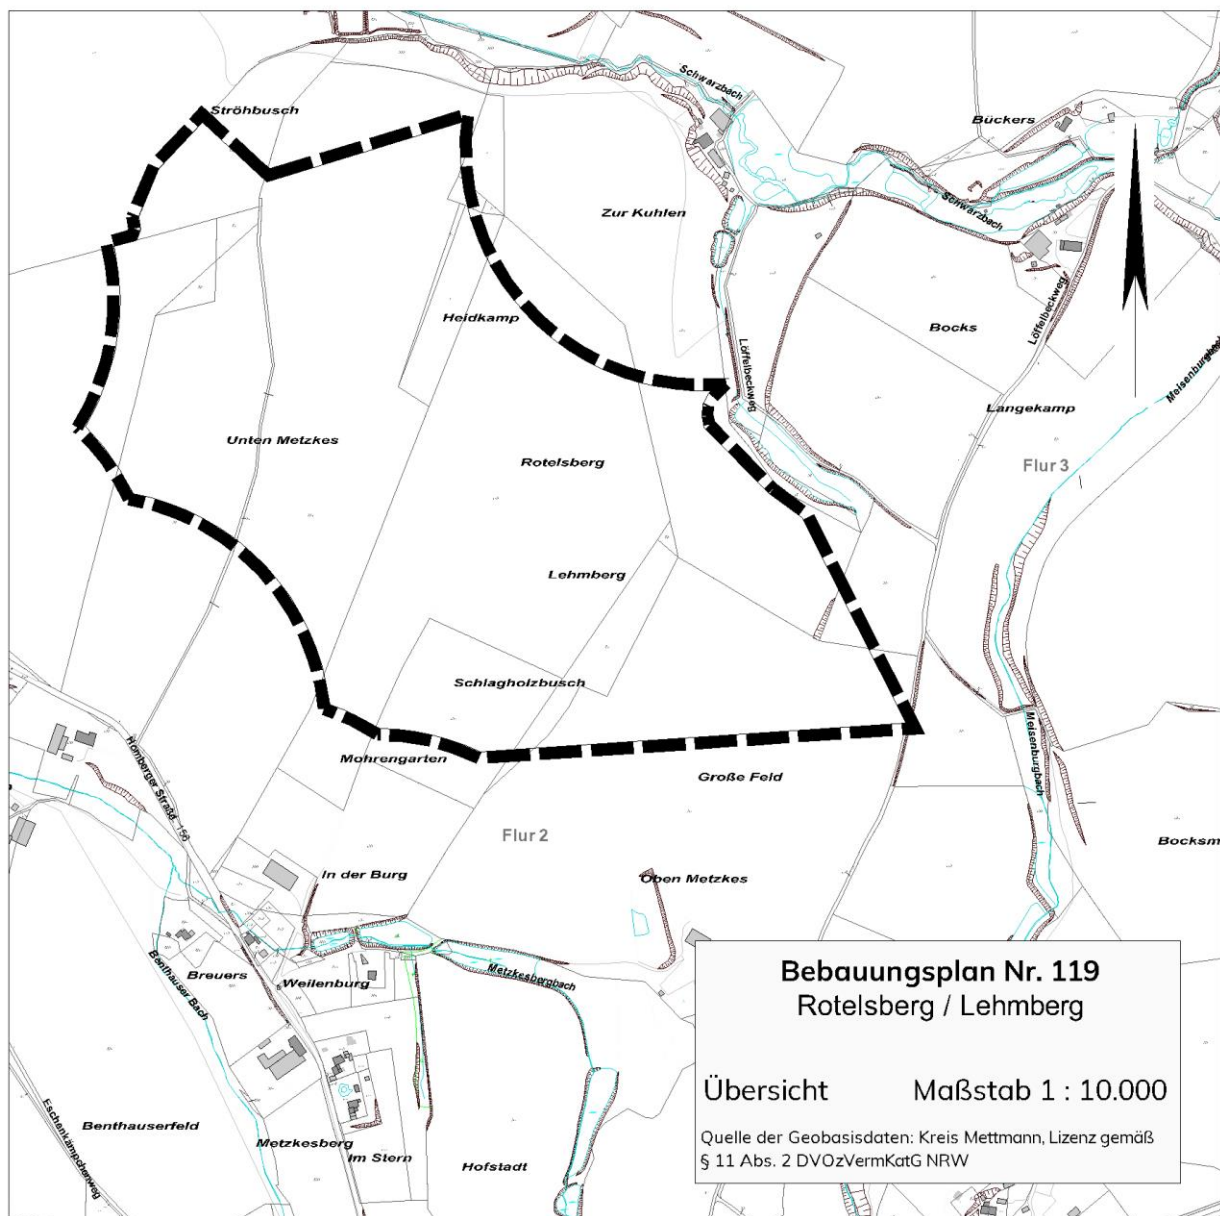 Ströhbusch
Schwarzbach
Bückers
Zur Kuhlen
Schwarzbach
Heidkamp
Bocks
Löffelbeckweg
Löffelbeckweg
Meisenburgbach
Langekamp
Unten Metzkes
Rotelsberg
Flur 3
Lehmberg
Schlagholzbusch
Meisenburgbach
Mohrengarten
Große Feld
Homberger Straße
156
Flur 2
Bocksm
In der Burg
Oben Metzkes
Breuers
Weilenburg
Metzkesbergbach
Benthauser Bach
Benthauserfeld
Eschenkämpchenweg
Metzkesberg
Im Stern
Hofstadt
Bebauungsplan Nr. 119
Rotelsberg / Lehmberg
Übersicht Maßstab 1 : 10.000
Quelle der Geobasisdaten: Kreis Mettmann, Lizenz gemäß
§ 11 Abs. 2 DVOzVermKatG NRW